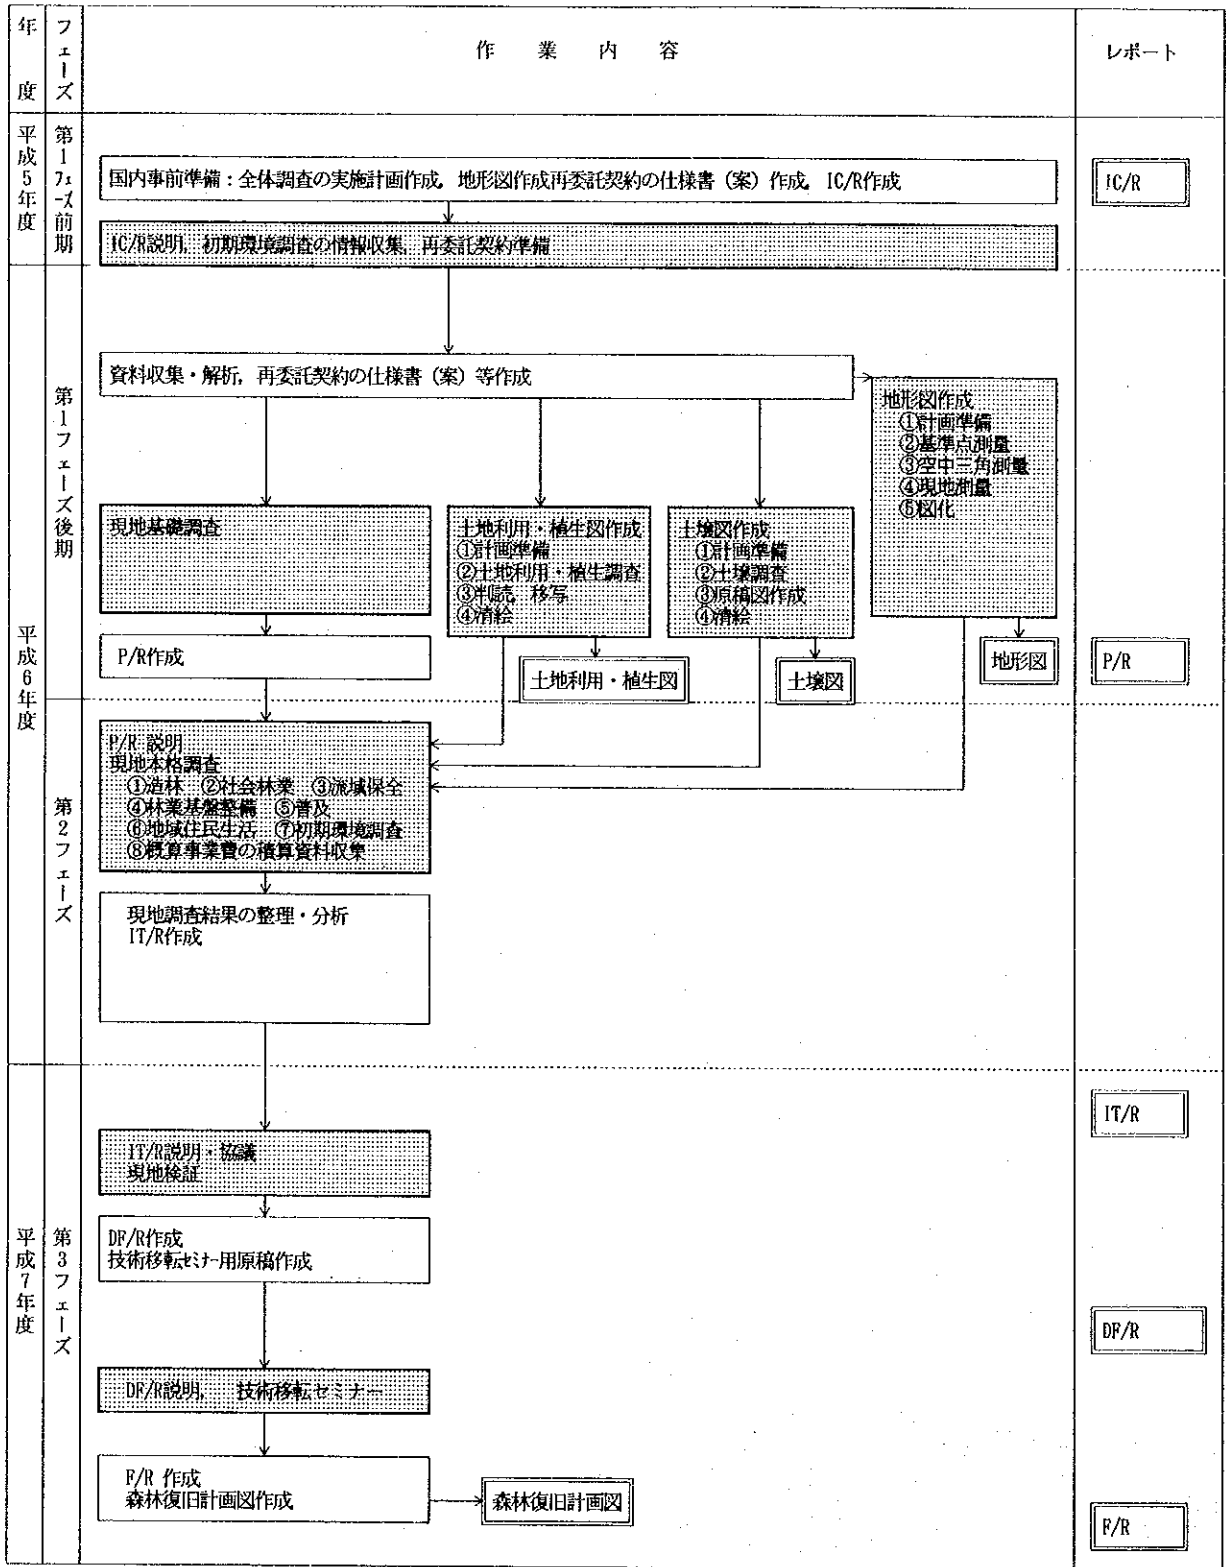 年度
フェーズ
作業内容
レポート
平成5年度
第1フェーズ前期
国内事前準備：全体調査の実施計画作成，地形図作成再委託契約の仕様書（案）作成，IC/R作成
IC/R
IC/R説明，初期環境調査の情報収集，再委託契約準備
平成6年度
第1フェーズ後期
資料収集・解析，再委託契約の仕様書（案）等作成
地形図作成
①計画準備
②基準点測量
③空中三角測量
④現地測量
⑤図化
現地基礎調査
土地利用・植生図作成
①計画準備
②土地利用・植生調査
③判読，移写
④清絵
土壌図作成
①計画準備
②土壌調査
③原稿図作成
④清絵
P/R作成
土地利用・植生図
土壌図
地形図
P/R
第2フェーズ
P/R 説明
現地本格調査
①造林 ②社会林業 ③流域保全
④林業基盤整備 ⑤普及
⑥地域住民生活 ⑦初期環境調査
⑧概算事業費の積算資料収集
現地調査結果の整理・分析
IT/R作成
平成7年度
第3フェーズ
IT/R
IT/R説明・協議
現地検証
DF/R作成
技術移転セミナー用原稿作成
DF/R
DF/R説明， 技術移転セミナー
F/R 作成
森林復旧計画図作成
森林復旧計画図
F/R